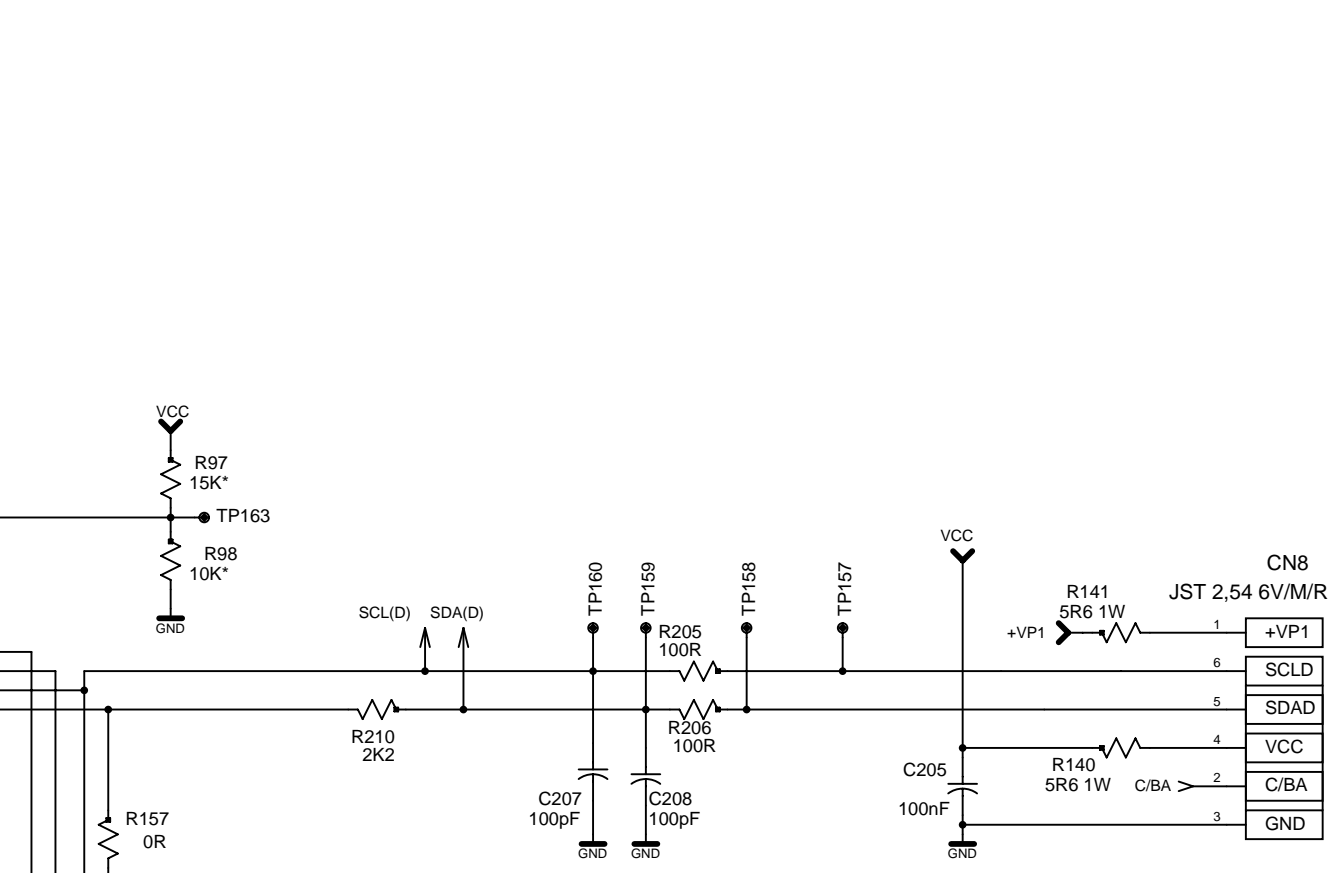 VCC
R97
15K*
TP163
R98
10K*
GND
SCL(D)
SDA(D)
R210
2K2
R157
0R
TP160
TP159
TP158
TP157
R205
100R
R206
100R
C207
100pF
C208
100pF
GND
GND
VCC
C205
100nF
GND
CN8
JST 2,54 6V/M/R
R141
5R6 1W
+VP1
1
+VP1
6
SCLD
5
SDAD
4
VCC
R140
5R6 1W
C/BA
2
C/BA
3
GND